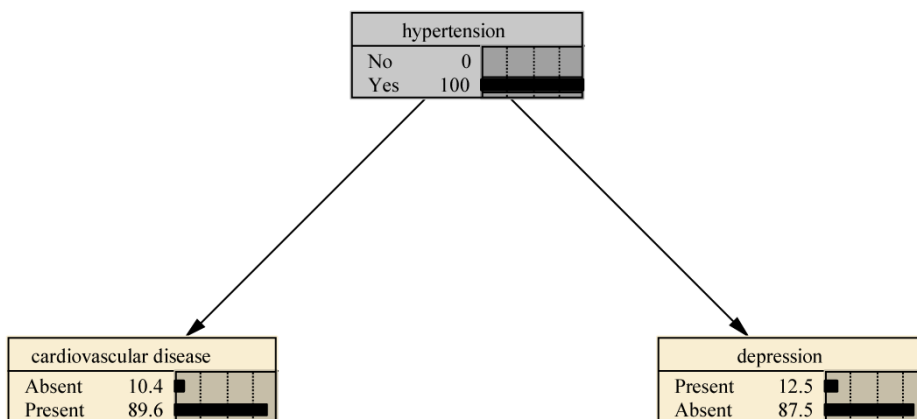 hypertension
No 0
Yes 100
cardiovascular disease
Absent 10.4
Present 89.6
depression
Present 12.5
Absent 87.5